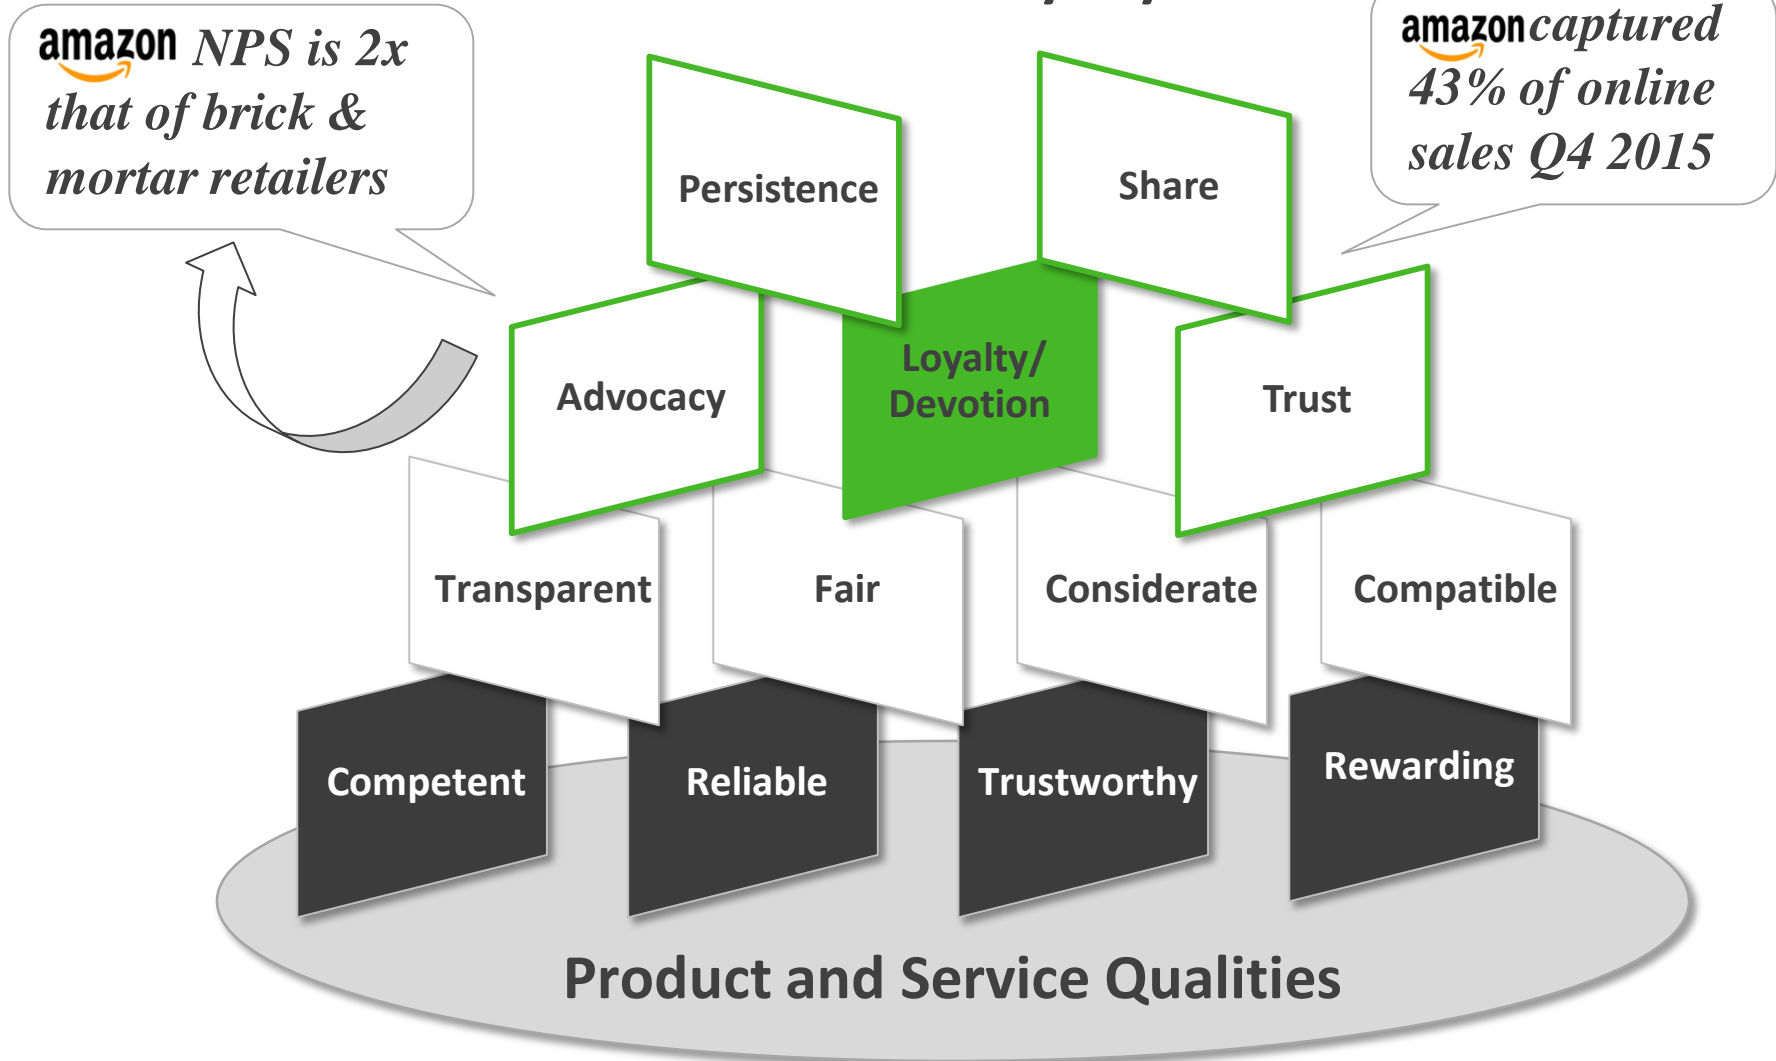 amazon NPS is 2x
that of brick &
mortar retailers
amazon captured
43% of online
sales Q4 2015
Persistence
Share
Advocacy
Loyalty/
Devotion
Trust
Transparent
Fair
Considerate
Compatible
Competent
Reliable
Trustworthy
Rewarding
Product and Service Qualities